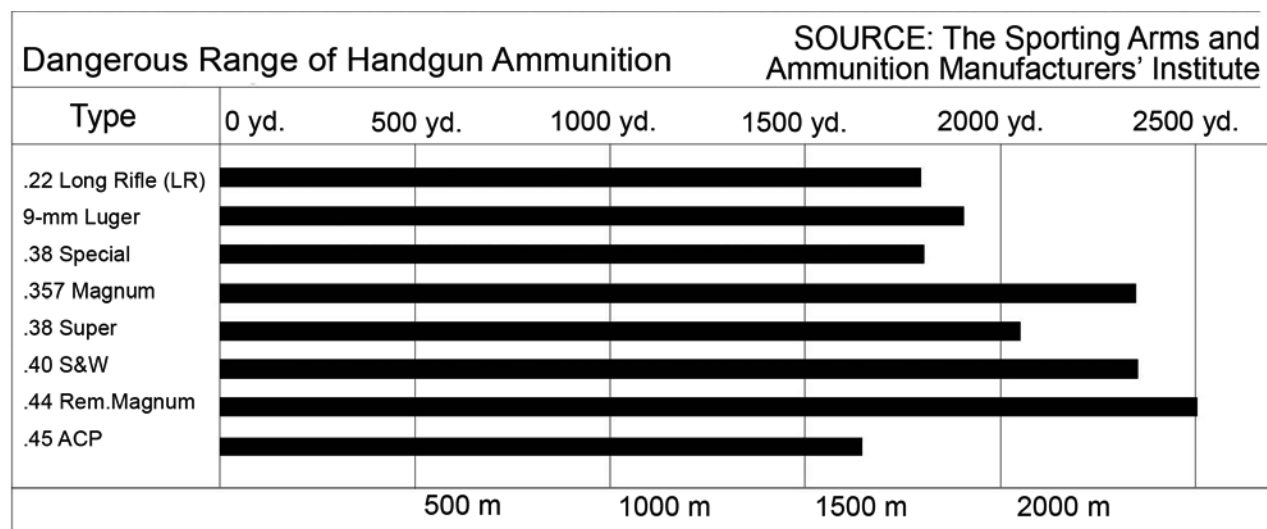 Dangerous Range of Handgun Ammunition
SOURCE: The Sporting Arms and
Ammunition Manufacturers' Institute
Type
0 yd. 500 yd. 1000 yd. 1500 yd. 2000 yd. 2500 yd.
.22 Long Rifle (LR)
9-mm Luger
.38 Special
.357 Magnum
.38 Super
.40 S&W
.44 Rem.Magnum
.45 ACP
500 m 1000 m 1500 m 2000 m